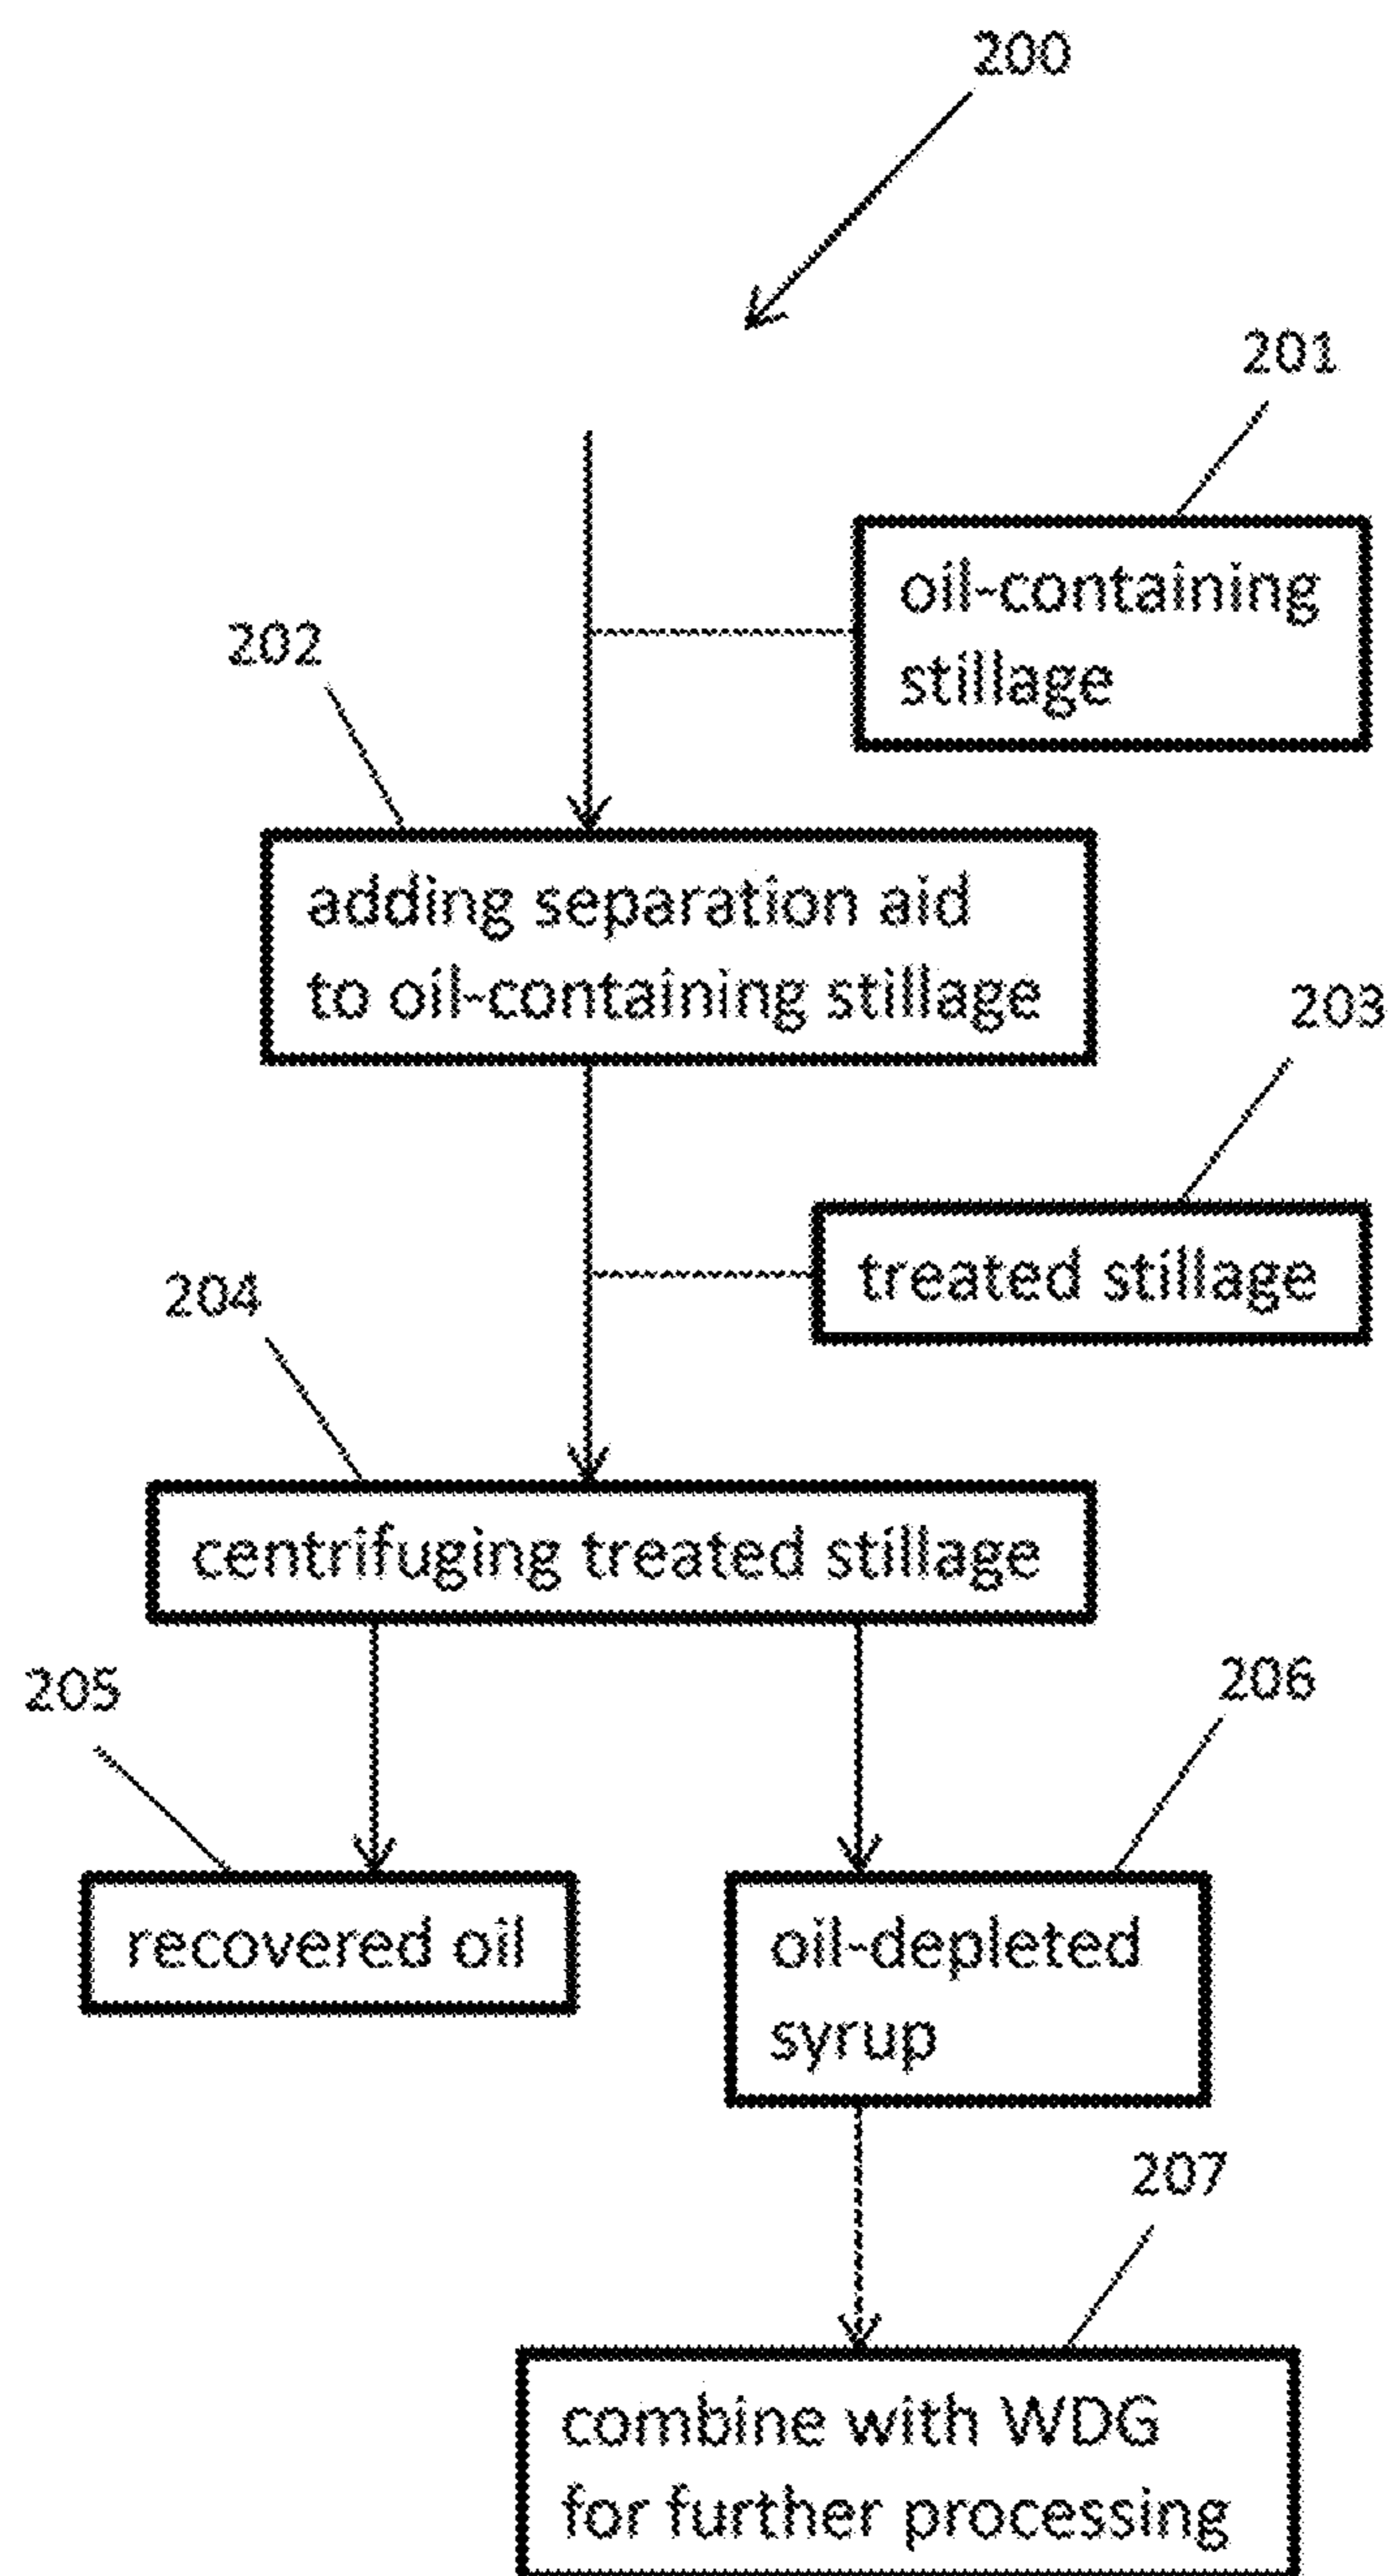 200
201
oil-containing
stillage
202
adding separation aid
to oil-containing stillage
203
treated stillage
204
centrifuging treated stillage
205
206
recovered oil
oil-depleted
syrup
207
combine with WDG
for further processing